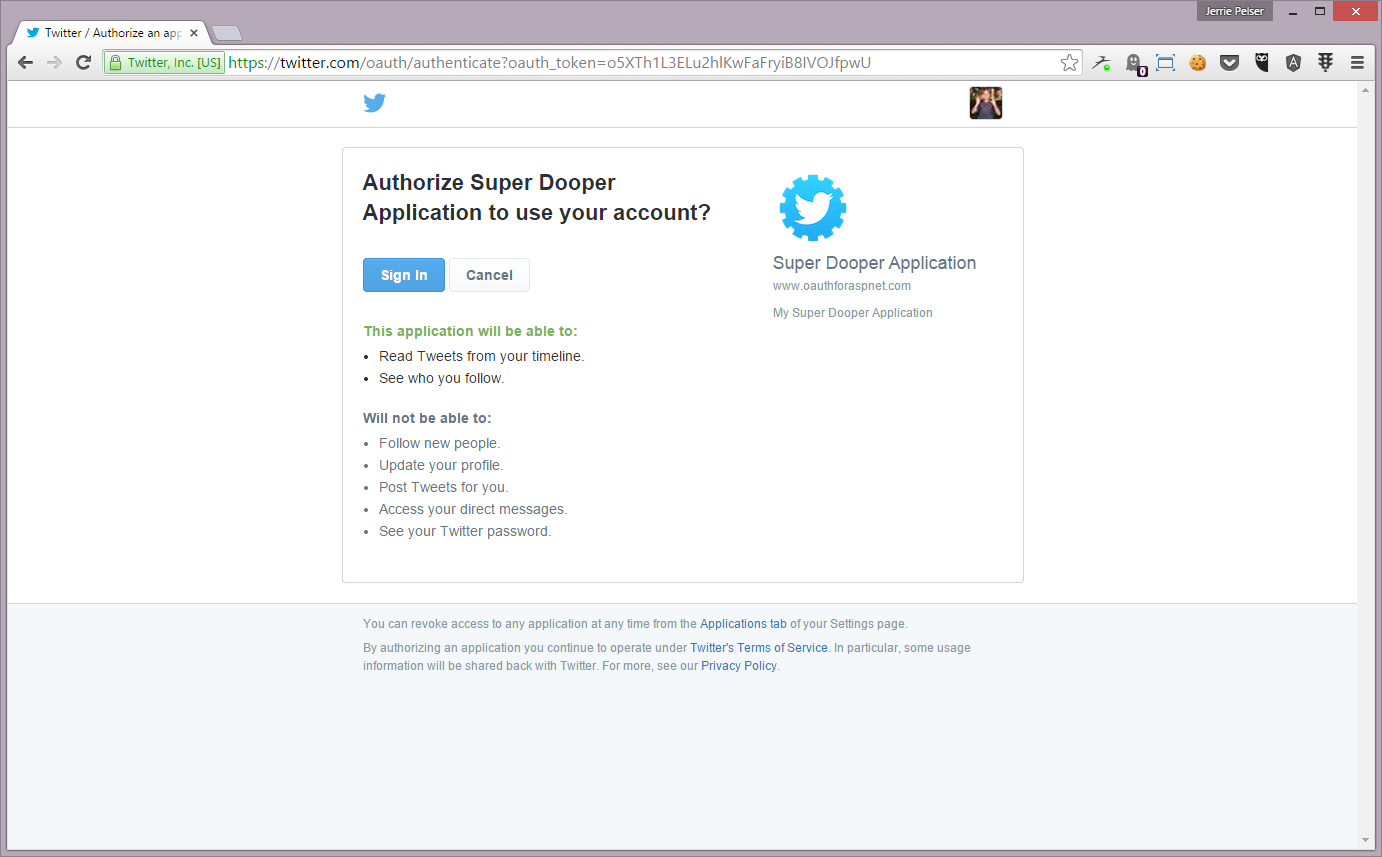 Jerrie Pelser
Twitter / Authorize an app
Twitter, Inc. [US] https://twitter.com/oauth/authenticate?oauth_token=o5XTh1L3ELu2hlKwFaFryiB8IVOJfpwU
0
Authorize Super Dooper
Application to use your account?
Sign In Cancel
This application will be able to:
• Read Tweets from your timeline.
• See who you follow.
Will not be able to:
• Follow new people.
• Update your profile.
• Post Tweets for you.
• Access your direct messages.
• See your Twitter password.
Super Dooper Application
www.oauthforaspnet.com
My Super Dooper Application
You can revoke access to any application at any time from the Applications tab of your Settings page.
By authorizing an application you continue to operate under Twitter's Terms of Service. In particular, some usage
information will be shared back with Twitter. For more, see our Privacy Policy.